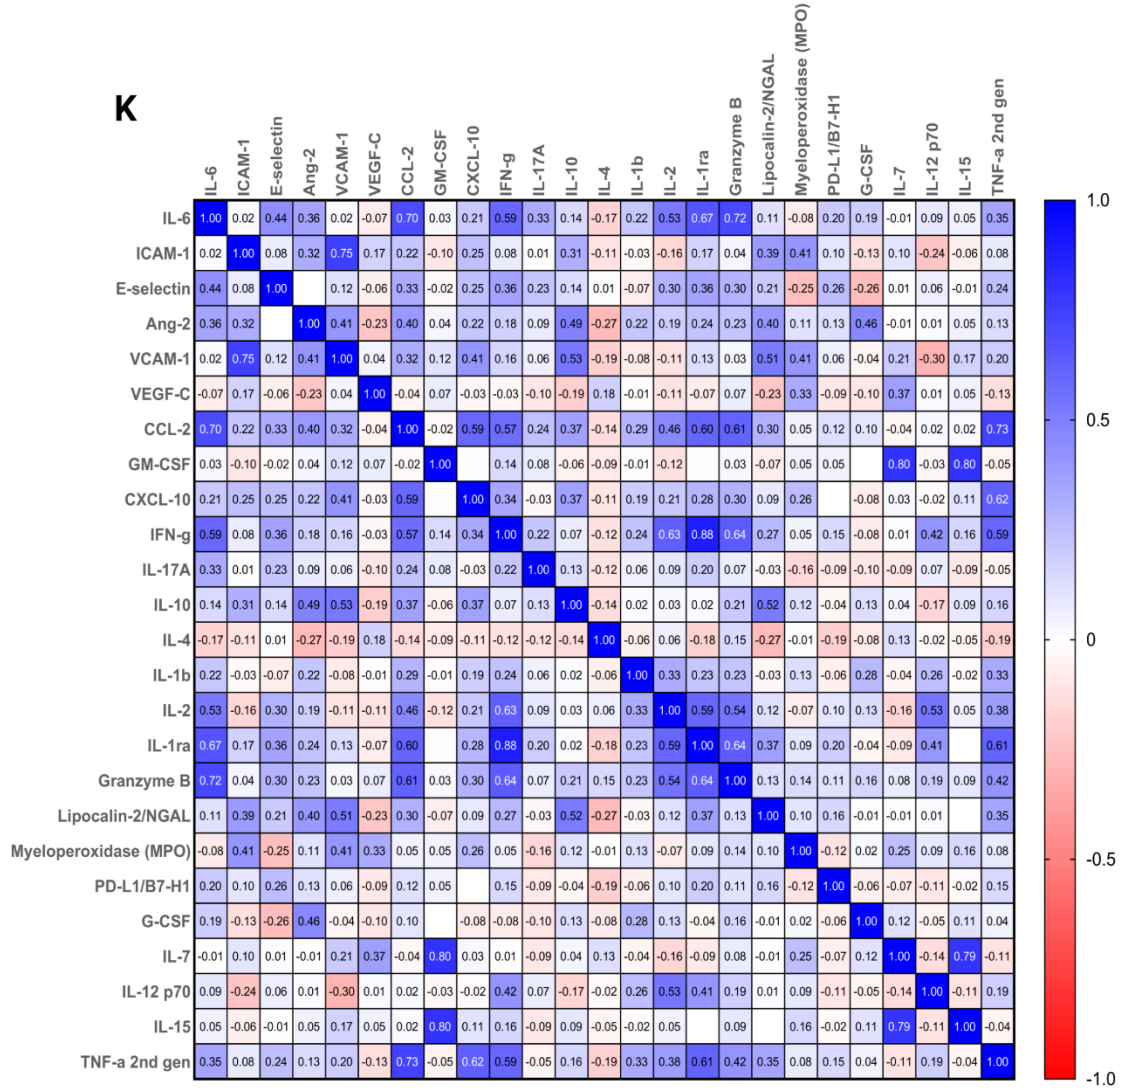 K
IL-6 ICAM-1 E-selectin Ang-2 VCAM-1 VEGF-C CCL-2 GM-CSF CXCL-10 IFN-g IL-17A IL-10 IL-4 IL-1b IL-2 IL-1ra Granzyme B Lipocalin-2/NGAL Myeloperoxidase (MPO) PD-L1/B7-H1 G-CSF IL-7 IL-12 p70 IL-15 TNF-a 2nd gen
IL-6 1.00 0.02 0.44 0.36 0.02 -0.07 0.70 0.03 0.21 0.59 0.33 0.14 -0.17 0.22 0.53 0.67 0.72 0.11 -0.08 0.20 0.19 -0.01 0.09 0.05 0.35
ICAM-1 0.02 1.00 0.08 0.32 0.75 0.17 0.22 -0.10 0.25 0.08 0.01 0.31 -0.11 -0.03 -0.16 0.17 0.04 0.39 0.41 0.10 -0.13 0.10 -0.24 -0.06 0.08
E-selectin 0.44 0.08 1.00 0.12 -0.06 0.33 -0.02 0.25 0.36 0.23 0.14 0.01 -0.07 0.30 0.36 0.30 0.21 -0.25 0.26 -0.26 0.01 0.06 -0.01 0.24
Ang-2 0.36 0.32 1.00 0.41 -0.23 0.40 0.04 0.22 0.18 0.09 0.49 -0.27 0.22 0.19 0.24 0.23 0.40 0.11 0.13 0.46 -0.01 0.01 0.05 0.13
VCAM-1 0.02 0.75 0.12 0.41 1.00 0.04 0.32 0.12 0.41 0.16 0.06 0.53 -0.19 -0.08 -0.11 0.13 0.03 0.51 0.41 0.06 -0.04 0.21 -0.30 0.17 0.20
VEGF-C -0.07 0.17 -0.06 -0.23 0.04 1.00 -0.04 0.07 -0.03 -0.03 -0.10 -0.19 0.18 -0.01 -0.11 -0.07 0.07 -0.23 0.33 -0.09 -0.10 0.37 0.01 0.05 -0.13
CCL-2 0.70 0.22 0.33 0.40 0.32 -0.04 1.00 -0.02 0.59 0.57 0.24 0.37 -0.14 0.29 0.46 0.60 0.61 0.30 0.05 0.12 0.10 -0.04 0.02 0.02 0.73
GM-CSF 0.03 -0.10 -0.02 0.04 0.12 0.07 -0.02 1.00 0.14 0.08 -0.06 -0.09 -0.01 -0.12 0.03 -0.07 0.05 0.05 0.80 -0.03 0.80 -0.05
CXCL-10 0.21 0.25 0.25 0.22 0.41 -0.03 0.59 1.00 0.34 -0.03 0.37 -0.11 0.19 0.21 0.28 0.30 0.09 0.26 -0.08 0.03 -0.02 0.11 0.62
IFN-g 0.59 0.08 0.36 0.18 0.16 -0.03 0.57 0.14 0.34 1.00 0.22 0.07 -0.12 0.24 0.63 0.88 0.64 0.27 0.05 0.15 -0.08 0.01 0.42 0.16 0.59
IL-17A 0.33 0.01 0.23 0.09 0.06 -0.10 0.24 0.08 -0.03 0.22 1.00 0.13 -0.12 0.06 0.09 0.20 0.07 -0.03 -0.16 -0.09 -0.10 -0.09 0.07 -0.09 -0.05
IL-10 0.14 0.31 0.14 0.49 0.53 -0.19 0.37 -0.06 0.37 0.07 0.13 1.00 -0.14 0.02 0.03 0.02 0.21 0.52 0.12 -0.04 0.13 0.04 -0.17 0.09 0.16
IL-4 -0.17 -0.11 0.01 -0.27 -0.19 0.18 -0.14 -0.09 -0.11 -0.12 -0.12 -0.14 1.00 -0.06 0.06 -0.18 0.15 -0.27 -0.01 -0.19 -0.08 0.13 -0.02 -0.05 -0.19
IL-1b 0.22 -0.03 -0.07 0.22 -0.08 -0.01 0.29 -0.01 0.19 0.24 0.06 0.02 -0.06 1.00 0.33 0.23 0.23 -0.03 0.13 -0.06 0.28 -0.04 0.26 -0.02 0.33
IL-2 0.53 -0.16 0.30 0.19 -0.11 -0.11 0.46 -0.12 0.21 0.63 0.09 0.03 0.06 0.33 1.00 0.59 0.54 0.12 -0.07 0.10 0.13 -0.16 0.53 0.05 0.38
IL-1ra 0.67 0.17 0.36 0.24 0.13 -0.07 0.60 0.28 0.88 0.20 0.02 -0.18 0.23 0.59 1.00 0.64 0.37 0.09 0.20 -0.04 -0.09 0.41 0.61
Granzyme B 0.72 0.04 0.30 0.23 0.03 0.07 0.61 0.03 0.30 0.64 0.07 0.21 0.15 0.23 0.54 0.64 1.00 0.13 0.14 0.11 0.16 0.08 0.19 0.09 0.42
Lipocalin-2/NGAL 0.11 0.39 0.21 0.40 0.51 -0.23 0.30 -0.07 0.09 0.27 -0.03 0.52 -0.27 -0.03 0.12 0.37 0.13 1.00 0.10 0.16 -0.01 -0.01 0.01 0.35
Myeloperoxidase (MPO) -0.08 0.41 -0.25 0.11 0.41 0.33 0.05 0.05 0.26 0.05 -0.16 0.12 -0.01 0.13 -0.07 0.09 0.14 0.10 1.00 -0.12 0.02 0.25 0.09 0.16 0.08
PD-L1/B7-H1 0.20 0.10 0.26 0.13 0.06 -0.09 0.12 0.05 0.15 -0.09 -0.04 -0.19 -0.06 0.10 0.20 0.11 0.16 -0.12 1.00 -0.06 -0.07 -0.11 -0.02 0.15
G-CSF 0.19 -0.13 -0.26 0.46 -0.04 -0.10 0.10 -0.08 -0.08 -0.10 0.13 -0.08 0.28 0.13 -0.04 0.16 -0.01 0.02 -0.06 1.00 0.12 -0.05 0.11 0.04
IL-7 -0.01 0.10 0.01 -0.01 0.21 0.37 -0.04 0.80 0.03 0.01 -0.09 0.04 0.13 -0.04 -0.16 -0.09 0.08 -0.01 0.25 -0.07 0.12 1.00 -0.14 0.79 -0.11
IL-12 p70 0.09 -0.24 0.06 0.01 -0.30 0.01 0.02 -0.03 -0.02 0.42 0.07 -0.17 -0.02 0.26 0.53 0.41 0.19 0.01 0.09 -0.11 -0.05 -0.14 1.00 -0.11 0.19
IL-15 0.05 -0.06 -0.01 0.05 0.17 0.05 0.02 0.80 0.11 0.16 -0.09 0.09 -0.05 -0.02 0.05 0.09 0.16 -0.02 0.11 0.79 -0.11 1.00 -0.04
TNF-a 2nd gen 0.35 0.08 0.24 0.13 0.20 -0.13 0.73 -0.05 0.62 0.59 -0.05 0.16 -0.19 0.33 0.38 0.61 0.42 0.35 0.08 0.15 0.04 -0.11 0.19 -0.04 1.00
1.0
0.5
0
-0.5
-1.0